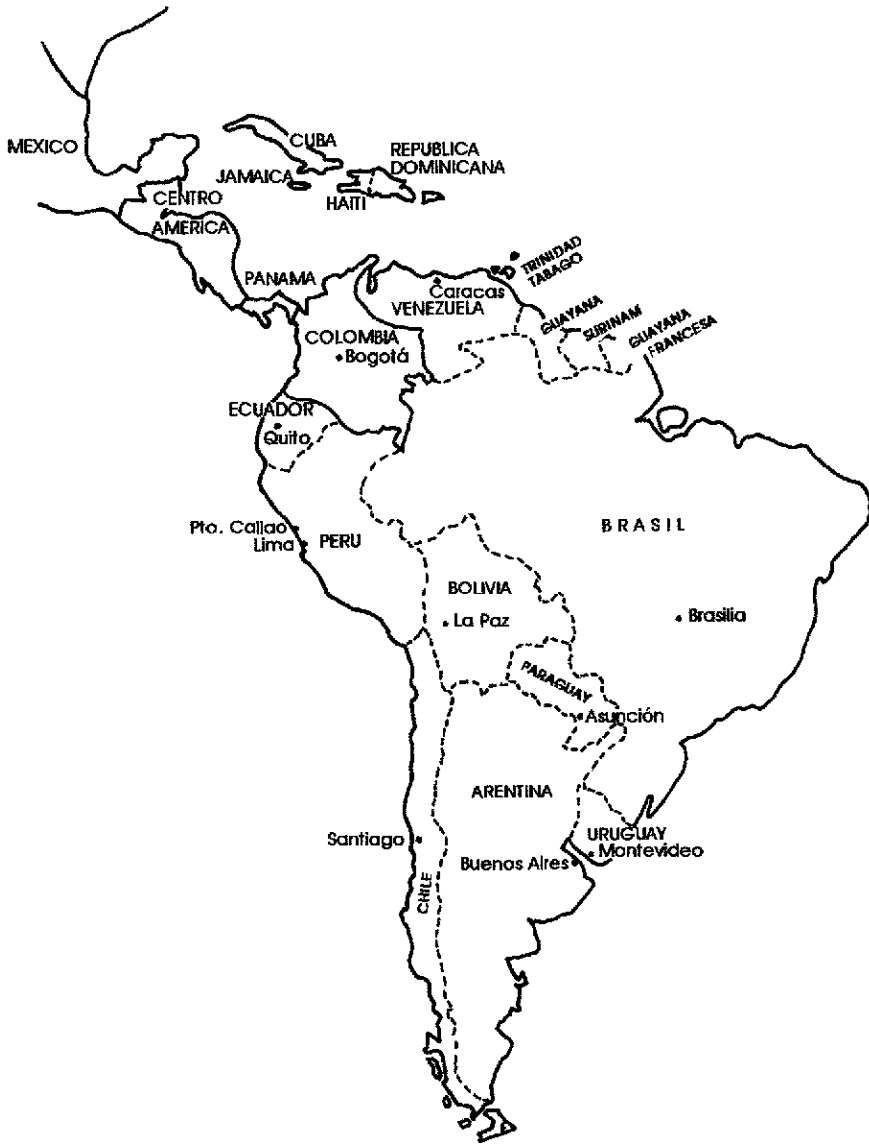 MEXICO
CUBA
REPUBLICA
DOMINICANA
JAMAICA
HAITI
CENTRO
AMERICA
PANAMA
TRINIDAD
TABAGO
Caracas
VENEZUELA
GUAYANA
SURINAM
GUAYANA
FRANCESA
COLOMBIA
Bogotá
ECUADOR
Quito
Pto. Callao
Lima
PERU
BRASIL
BOLIVIA
La Paz
Brasilia
PARAGUAY
Asunción
ARENTINA
Santiago
URUGUAY
Montevideo
Buenos Aires
CHILE